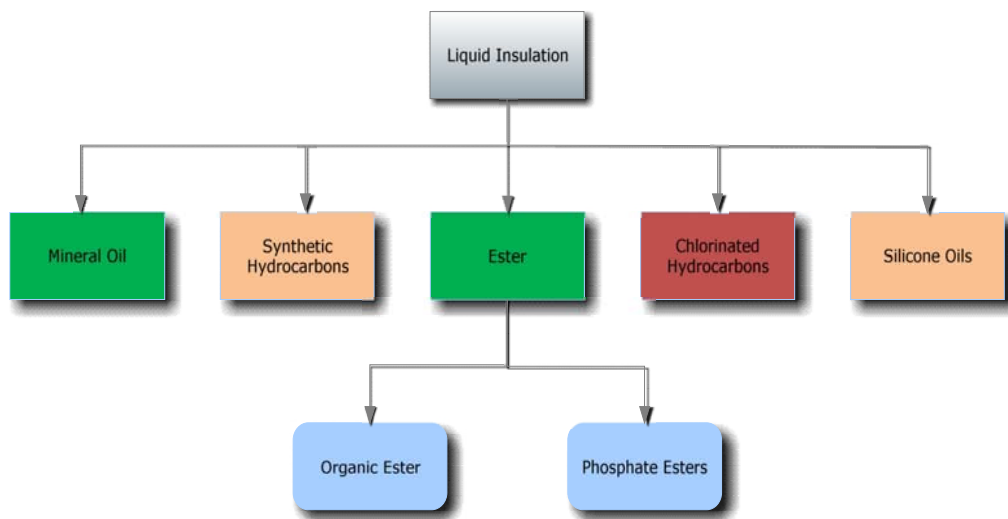 Liquid Insulation
Mineral Oil
Synthetic
Hydrocarbons
Ester
Chlorinated
Hydrocarbons
Silicone Oils
Organic Ester
Phosphate Esters